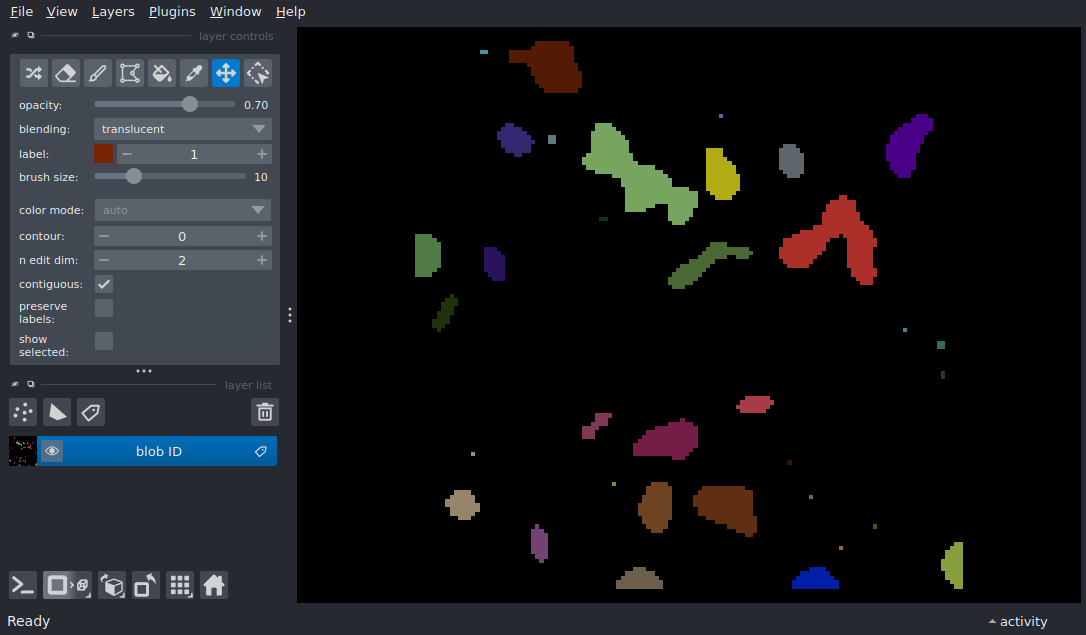 File View Layers Plugins Window Help
layer controls
opacity: 0.70
blending: translucent
label: 1
brush size: 10
color mode: auto
contour: 0
n edit dim: 2
contiguous:
preserve
labels:
show
selected:
layer list
blob ID
Ready activity